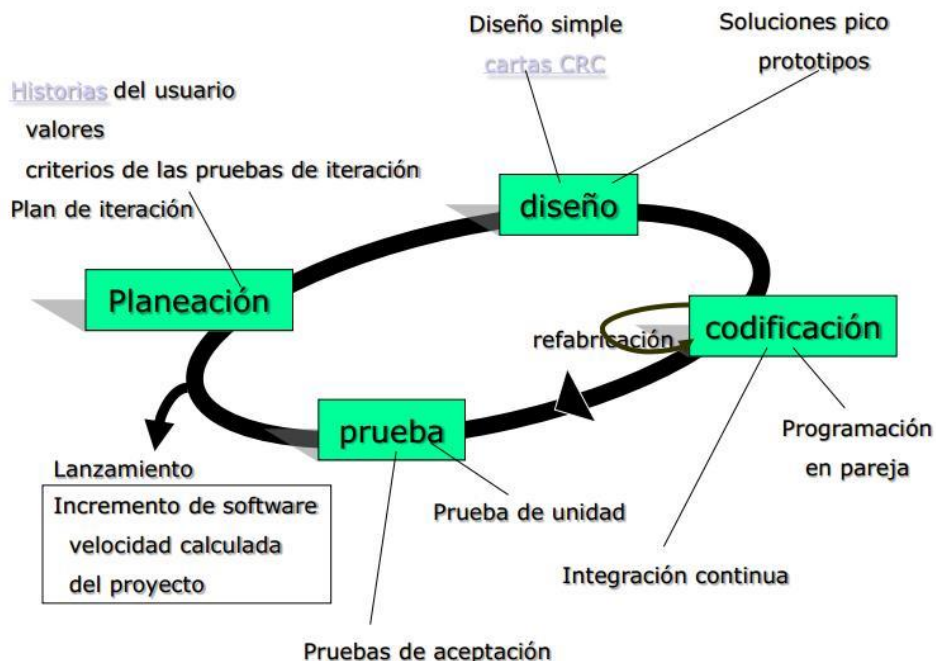 Diseño simple
cartas CRC
Soluciones pico
prototipos
Historias del usuario
valores
criterios de las pruebas de iteración
Plan de iteración
diseño
Planeación
codificación
refabricación
prueba
Programación
en pareja
Lanzamiento
Incremento de software
velocidad calculada
del proyecto
Prueba de unidad
Integración continua
Pruebas de aceptación